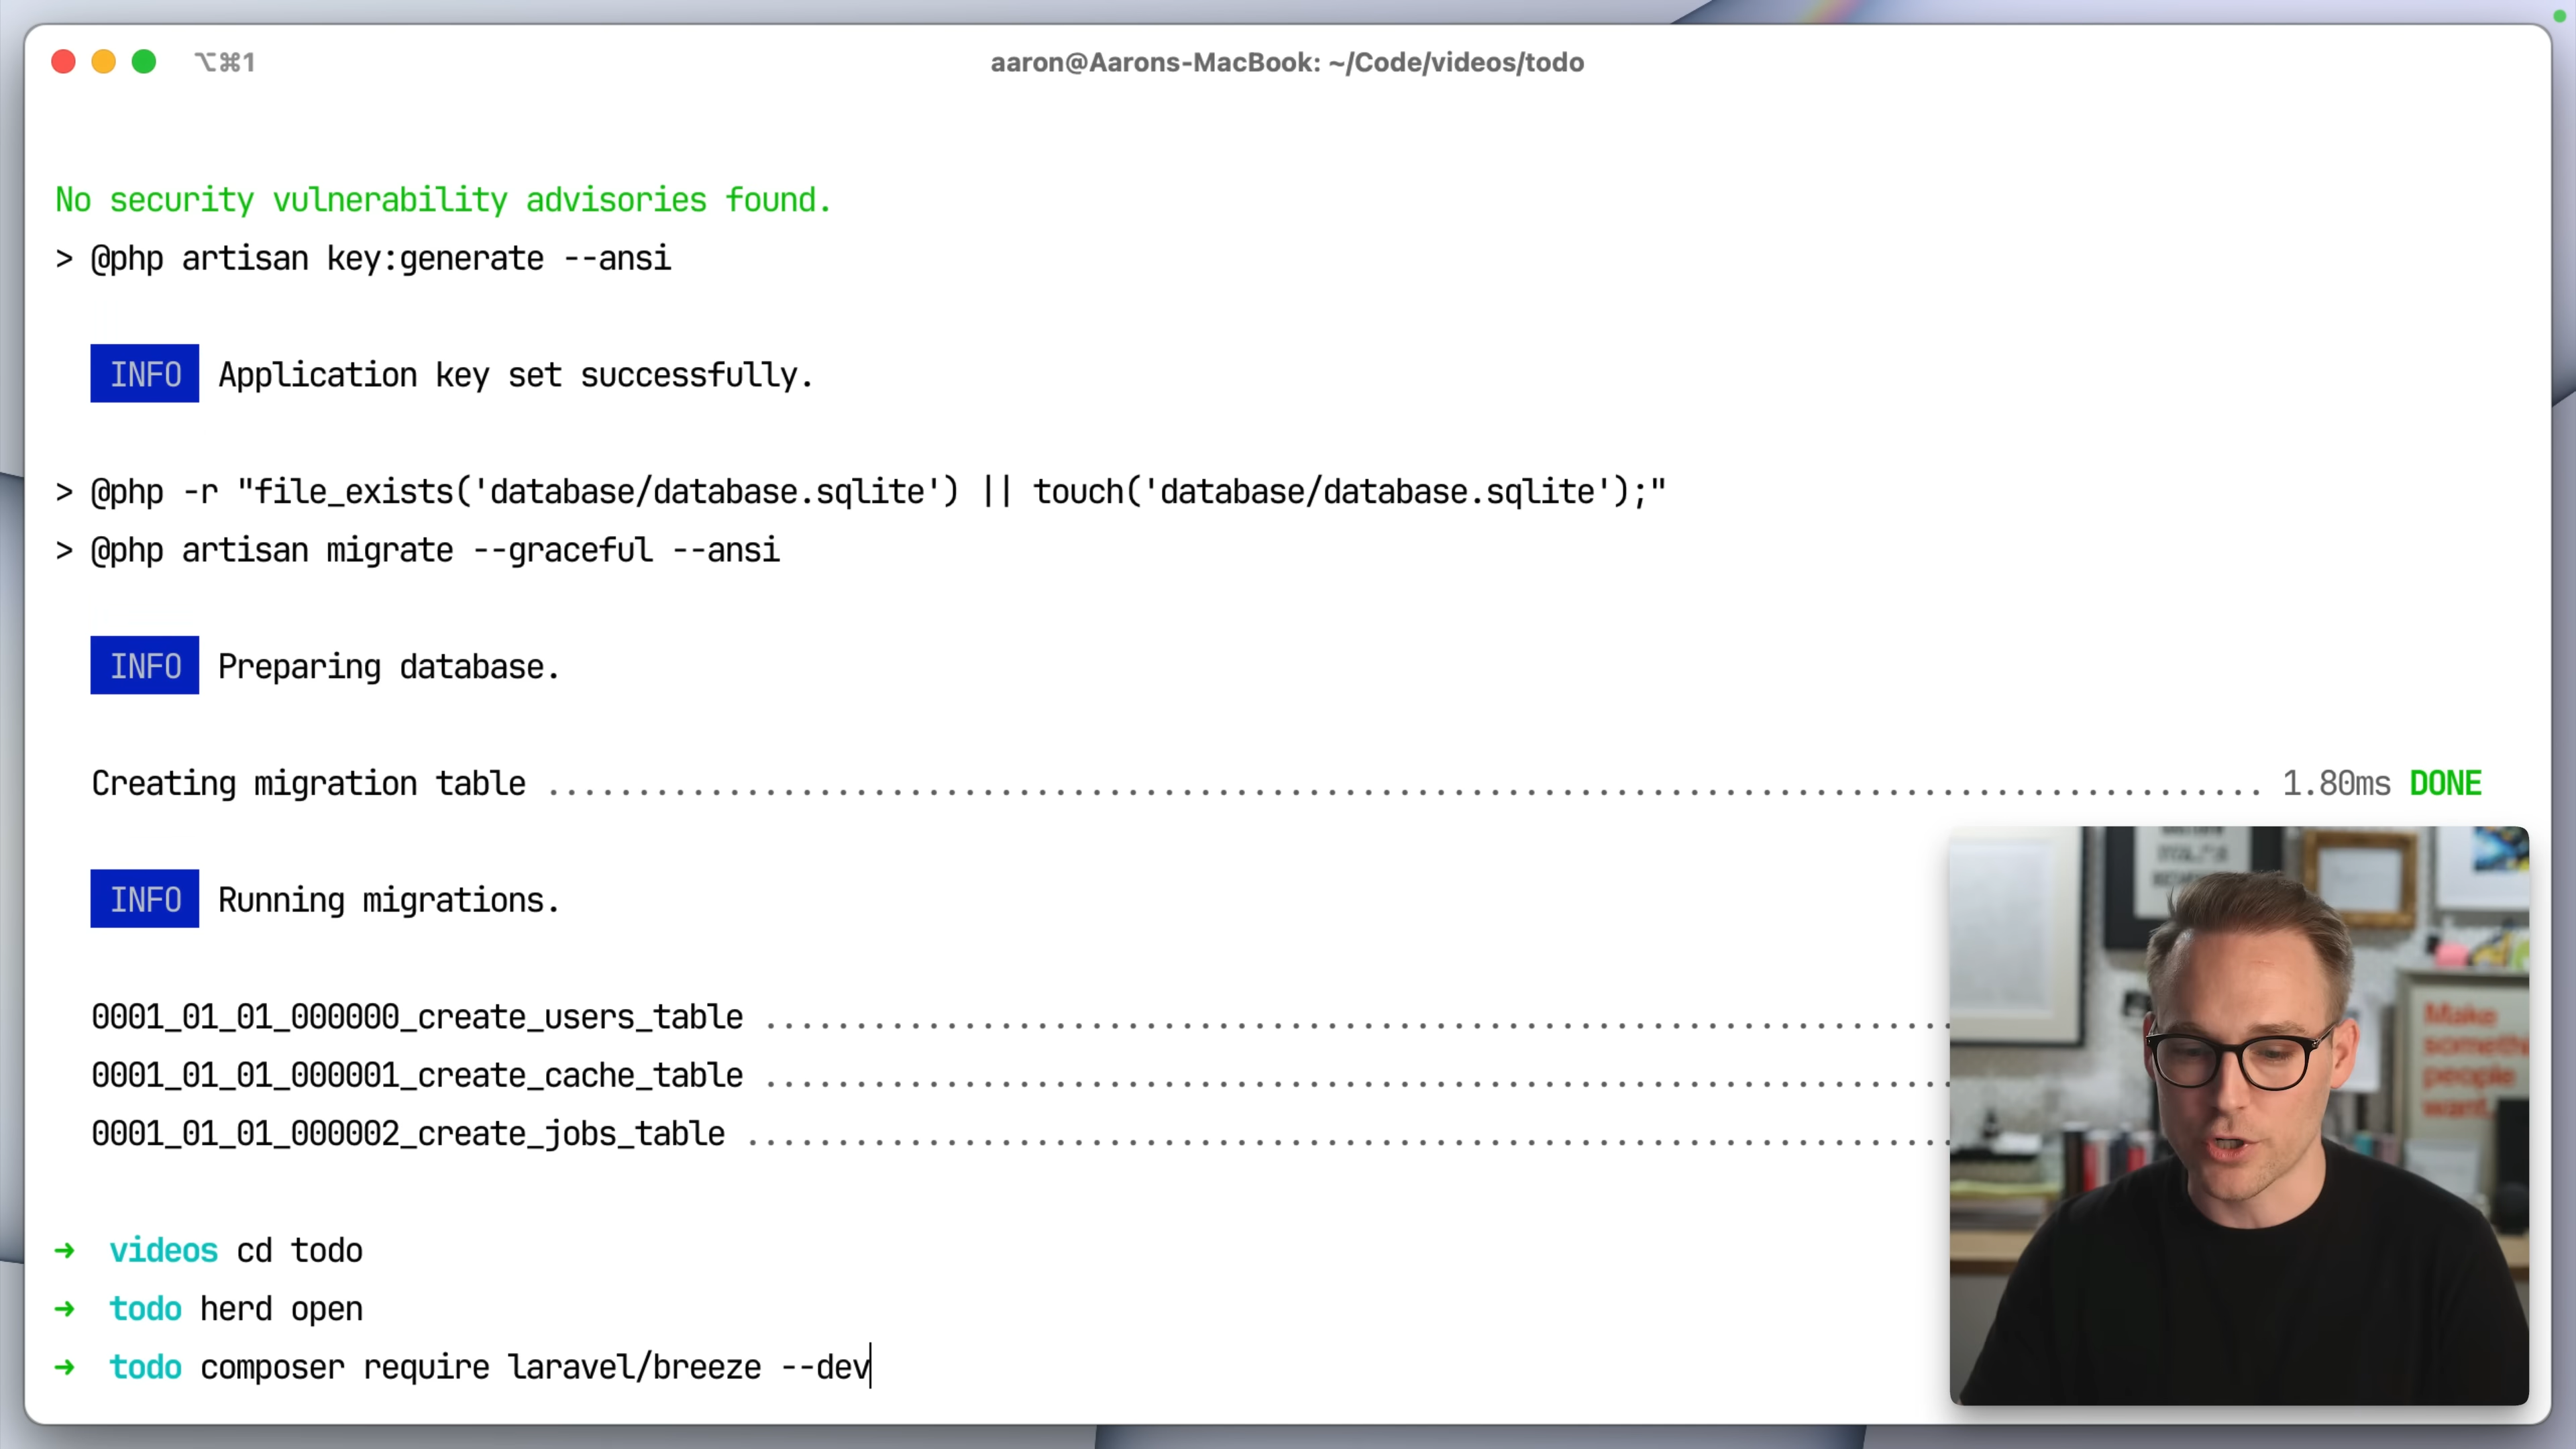 ⌥⌘1
aaron@Aarons-MacBook: ~/Code/videos/todo
No security vulnerability advisories found.
> @php artisan key:generate --ansi
INFO Application key set successfully.
> @php -r "file_exists('database/database.sqlite') || touch('database/database.sqlite');"
> @php artisan migrate --graceful --ansi
INFO Preparing database.
Creating migration table ............................................................................................... 1.80ms DONE
INFO Running migrations.
0001_01_01_000000_create_users_table ..................................................................
0001_01_01_000001_create_cache_table ..................................................................
0001_01_01_000002_create_jobs_table ...................................................................
➜ videos cd todo
➜ todo herd open
➜ todo composer require laravel/breeze --dev
Make
people
want